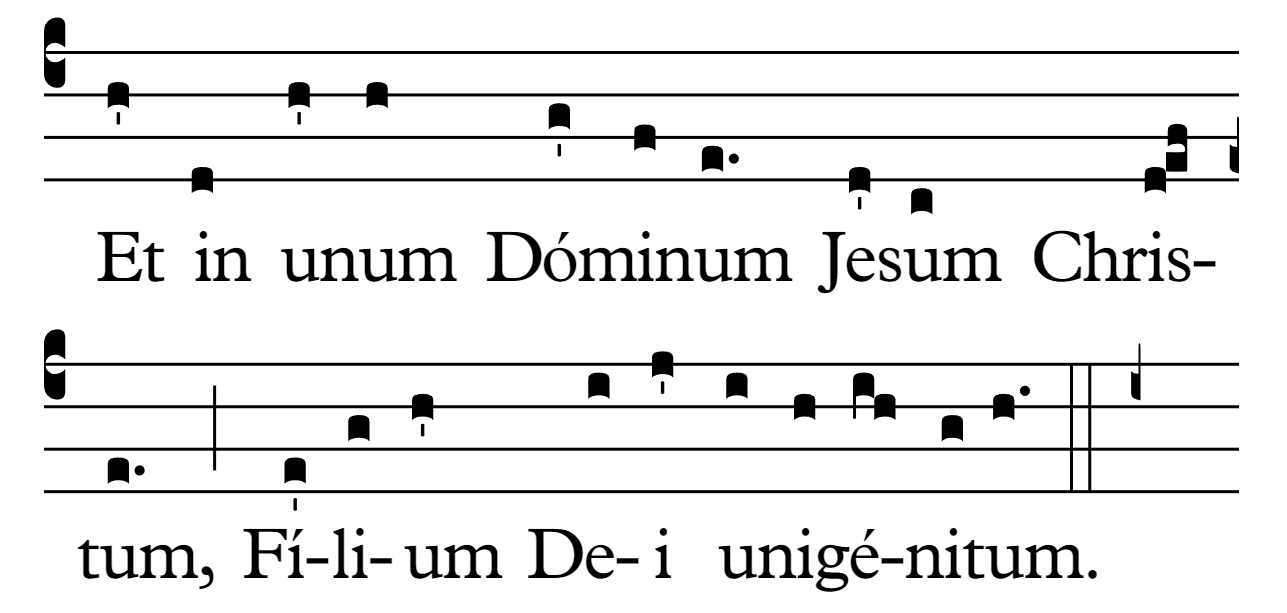 Et in unum Dóminum Jesum Chris-
tum, Fí-li-um De-i unigé-nitum.